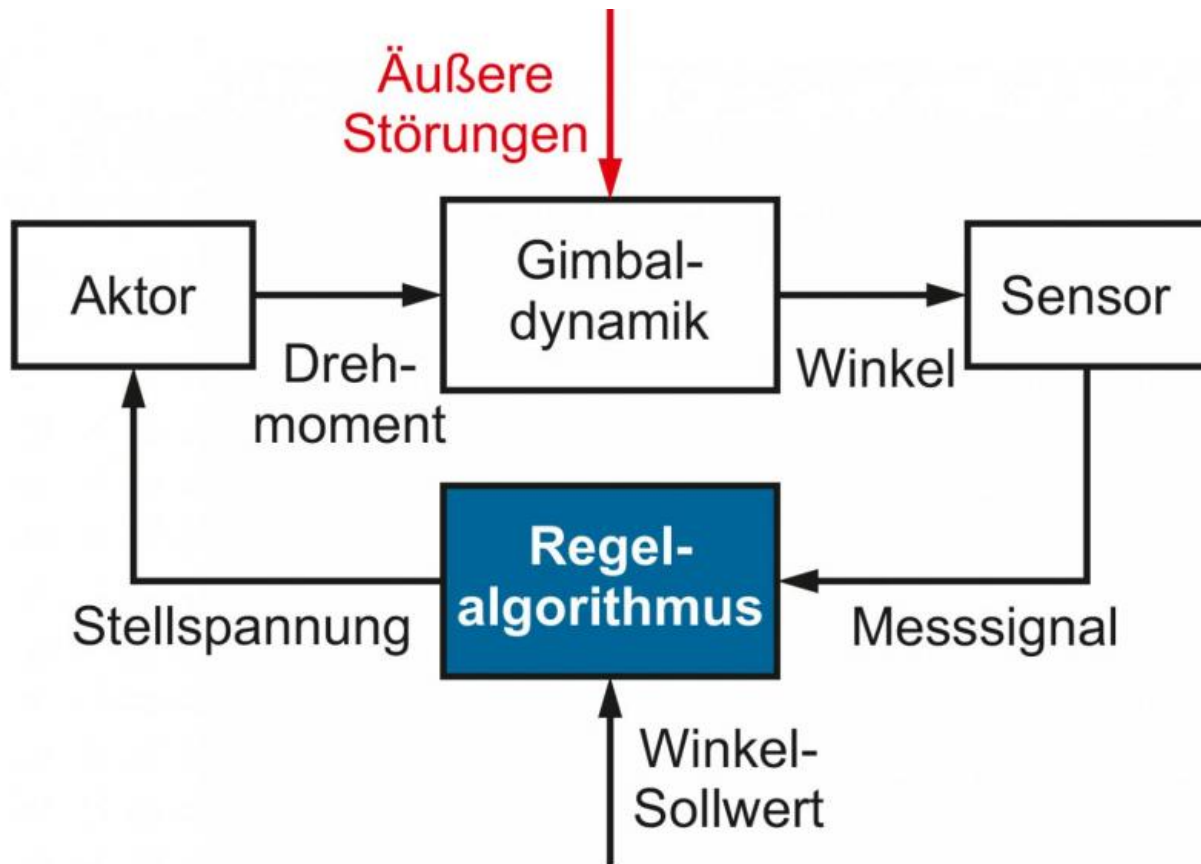 Äußere
Störungen
Aktor
Gimbal-
dynamik
Sensor
Dreh-
moment
Winkel
Regel-
algorithmus
Stellspannung
Messsignal
Winkel-
Sollwert